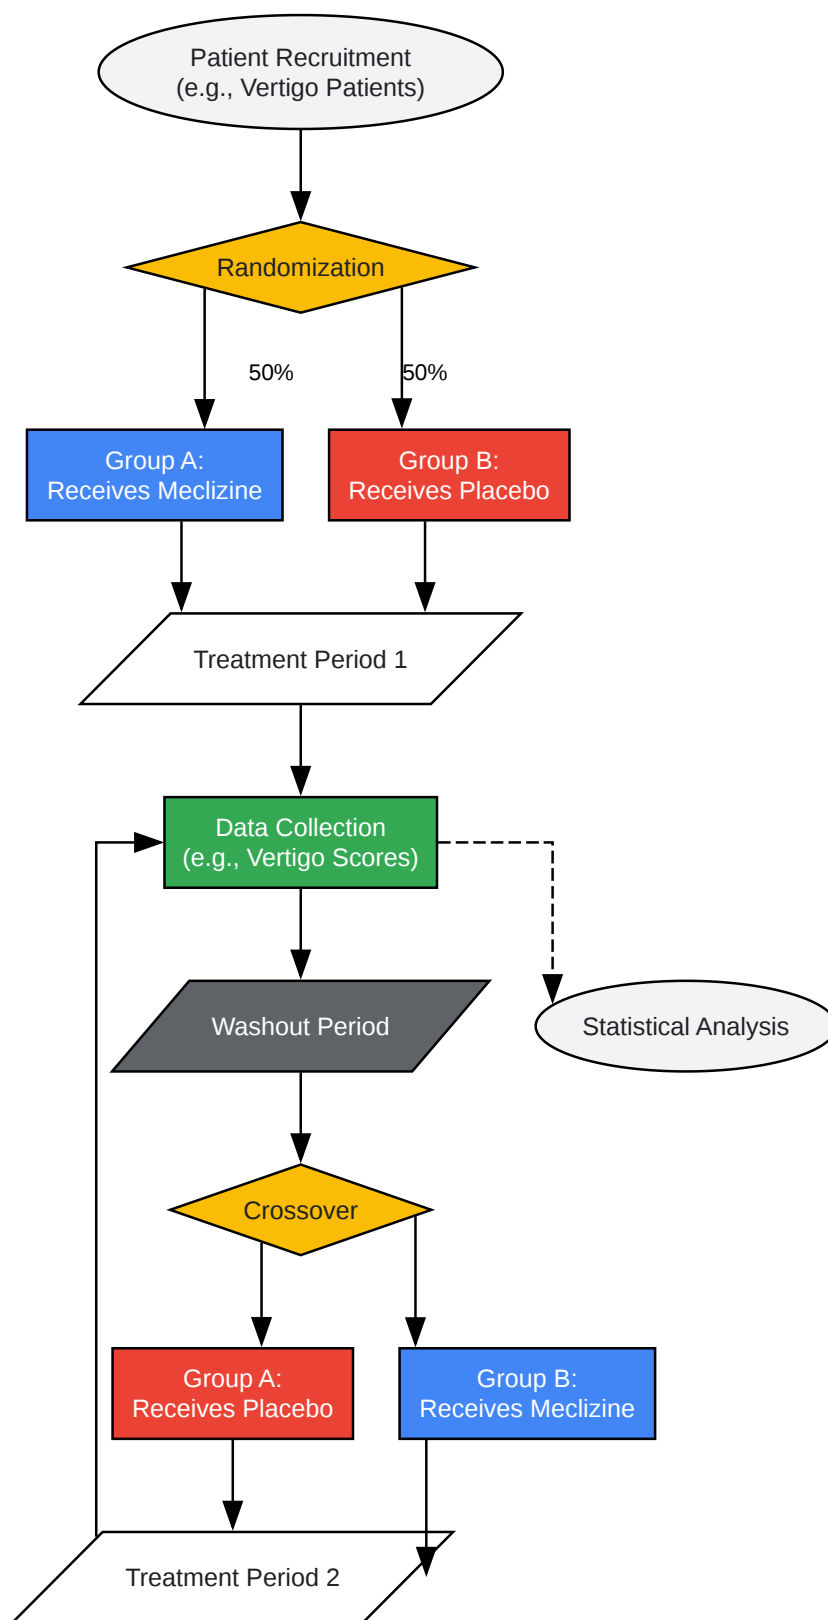 Patient Recruitment
(e.g., Vertigo Patients)
Randomization
50%
50%
Group A:
Receives Meclizine
Group B:
Receives Placebo
Treatment Period 1
Data Collection
(e.g., Vertigo Scores)
Washout Period
Statistical Analysis
Crossover
Group A:
Receives Placebo
Group B:
Receives Meclizine
Treatment Period 2